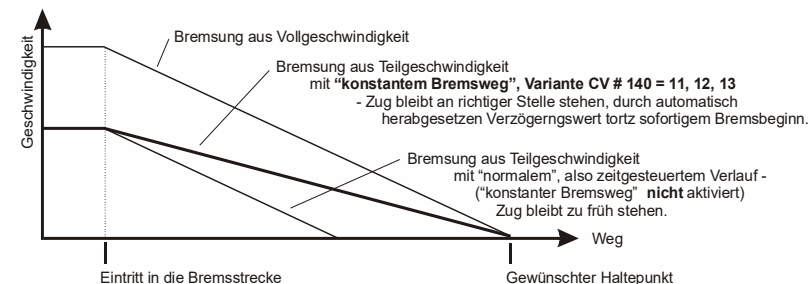 Geschwindigkeit
Bremsung aus Vollgeschwindigkeit
Bremsung aus Teilgeschwindigkeit
mit “konstantem Bremsweg”, Variante CV # 140 = 11, 12, 13
- Zug bleibt an richtiger Stelle stehen, durch automatisch
herabgesetzen Verzögerngswert tortz sofortigem Bremsbeginn.
Bremsung aus Teilgeschwindigkeit
mit “normalem”, also zeitgesteuertem Verlauf -
(“konstanter Bremsweg” nicht aktiviert)
Zug bleibt zu früh stehen.
Weg
Eintritt in die Bremsstrecke
Gewünschter Haltepunkt